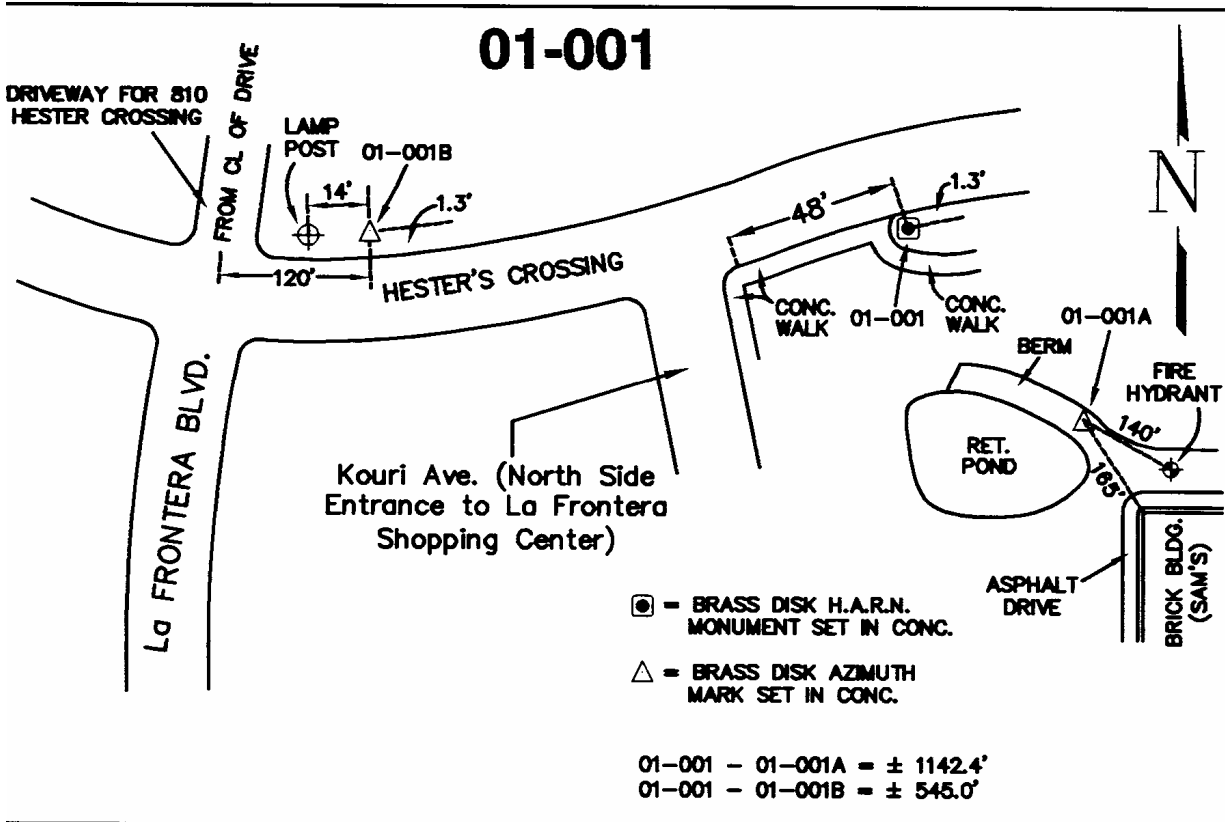 01-001
DRIVEWAY FOR 810
HESTER CROSSING
FROM CL OF DRIVE
LAMP
POST
01-001B
14'
1.3'
120'
HESTER'S CROSSING
48'
1.3'
N
CONC.
WALK
01-001
CONC.
WALK
01-001A
BERM
FIRE
HYDRANT
140'
165'
RET.
POND
La FRONTERA BLVD.
Kouri Ave. (North Side
Entrance to La Frontera
Shopping Center)
ASPHALT
DRIVE
BRICK BLDG.
(SAM'S)
= BRASS DISK H.A.R.N.
MONUMENT SET IN CONC.
= BRASS DISK AZIMUTH
MARK SET IN CONC.
01-001 - 01-001A = ± 1142.4'
01-001 - 01-001B = ± 545.0'